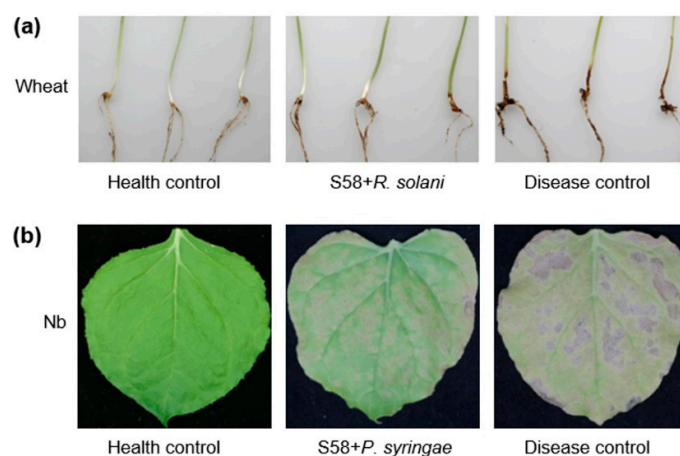 (a)
Wheat
Health control S58+R. solani Disease control
(b)
Nb
Health control S58+P. syringae Disease control